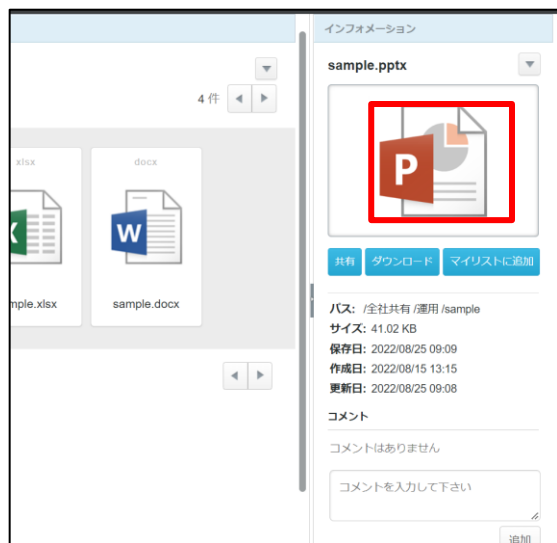 インフォメーション
sample.pptx
4 件
xlsx
docx
X
W
P
mple.xlsx
sample.docx
共有
ダウンロード
マイリストに追加
パス: /全社共有 /運用 /sample
サイズ: 41.02 KB
保存日: 2022/08/25 09:09
作成日: 2022/08/15 13:15
更新日: 2022/08/25 09:08
コメント
コメントはありません
コメントを入力して下さい
追加